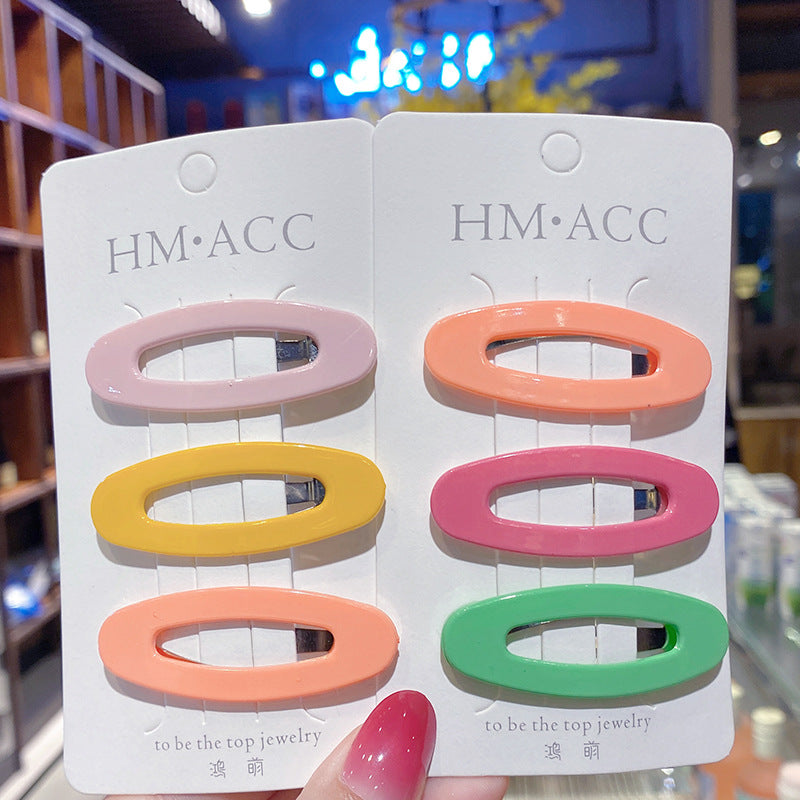 HM·ACC
to be the top jewelry
鸿萌
HM·ACC
to be the top jewelry
鸿萌